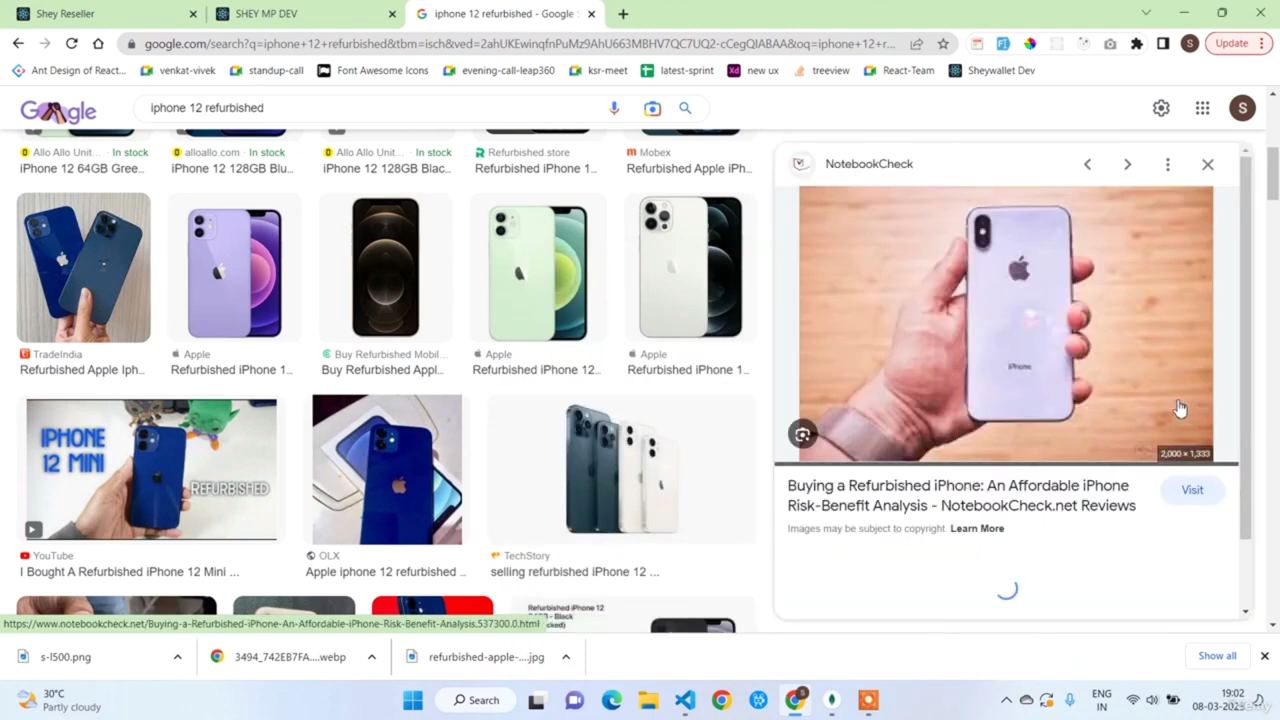 Shey Reseller
SHEY MP DEV
iphone 12 refurbished - Google S
google.com/search?q=iphone+12+refurbished&tbm=isch&ved=2ahUKEwinqfnPuMz9AhU663MBHV7QC7UQ2-cCegQIABAA&oq=iphone+12+r...
S
Update
Ant Design of React...
venkat-vivek
standup-call
Font Awesome Icons
evening-call-leap360
ksr-meet
latest-sprint
new ux
treeview
React-Team
Sheywallet Dev
iphone 12 refurbished
S
Allo Allo Unit... · In stock
alloallo.com · In stock
Allo Allo Unit... · In stock
Refurbished.store
Mobex
iPhone 12 64GB Gree...
iPhone 12 128GB Blu...
iPhone 12 128GB Blac...
Refurbished iPhone 1...
Refurbished Apple iPh...
NotebookCheck
iPhone
2,000 × 1,333
TradeIndia
Apple
Buy Refurbished Mobil...
Apple
Apple
Refurbished Apple Iph...
Refurbished iPhone 1...
Buy Refurbished Appl...
Refurbished iPhone 12...
Refurbished iPhone 1...
IPHONE
12 MINI
REFURBISHED
Buying a Refurbished iPhone: An Affordable iPhone
Risk-Benefit Analysis - NotebookCheck.net Reviews
Visit
Images may be subject to copyright. Learn More
YouTube
OLX
TechStory
I Bought A Refurbished iPhone 12 Mini ...
Apple iphone 12 refurbished ..
selling refurbished iPhone 12 ...
Refurbished iPhone 12
- Black
https://www.notebookcheck.net/Buying-a-Refurbished-iPhone-An-Affordable-iPhone-Risk-Benefit-Analysis.537300.0.html
s-l500.png
3494_742EB7FA....webp
refurbished-apple-....jpg
Show all
30°C
Partly cloudy
Search
ENG
IN
19:02